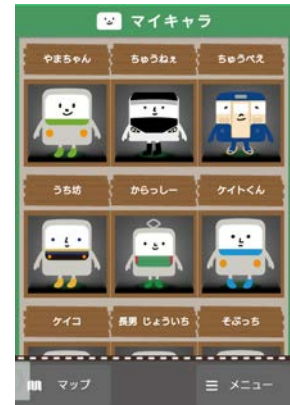 マイキャラ
やまちゃん ちゅうねぇ ちゅうべえ
うち坊 からっしー ケイトくん
ケイコ 長男 じょういち そぶっち
マップ メニュー